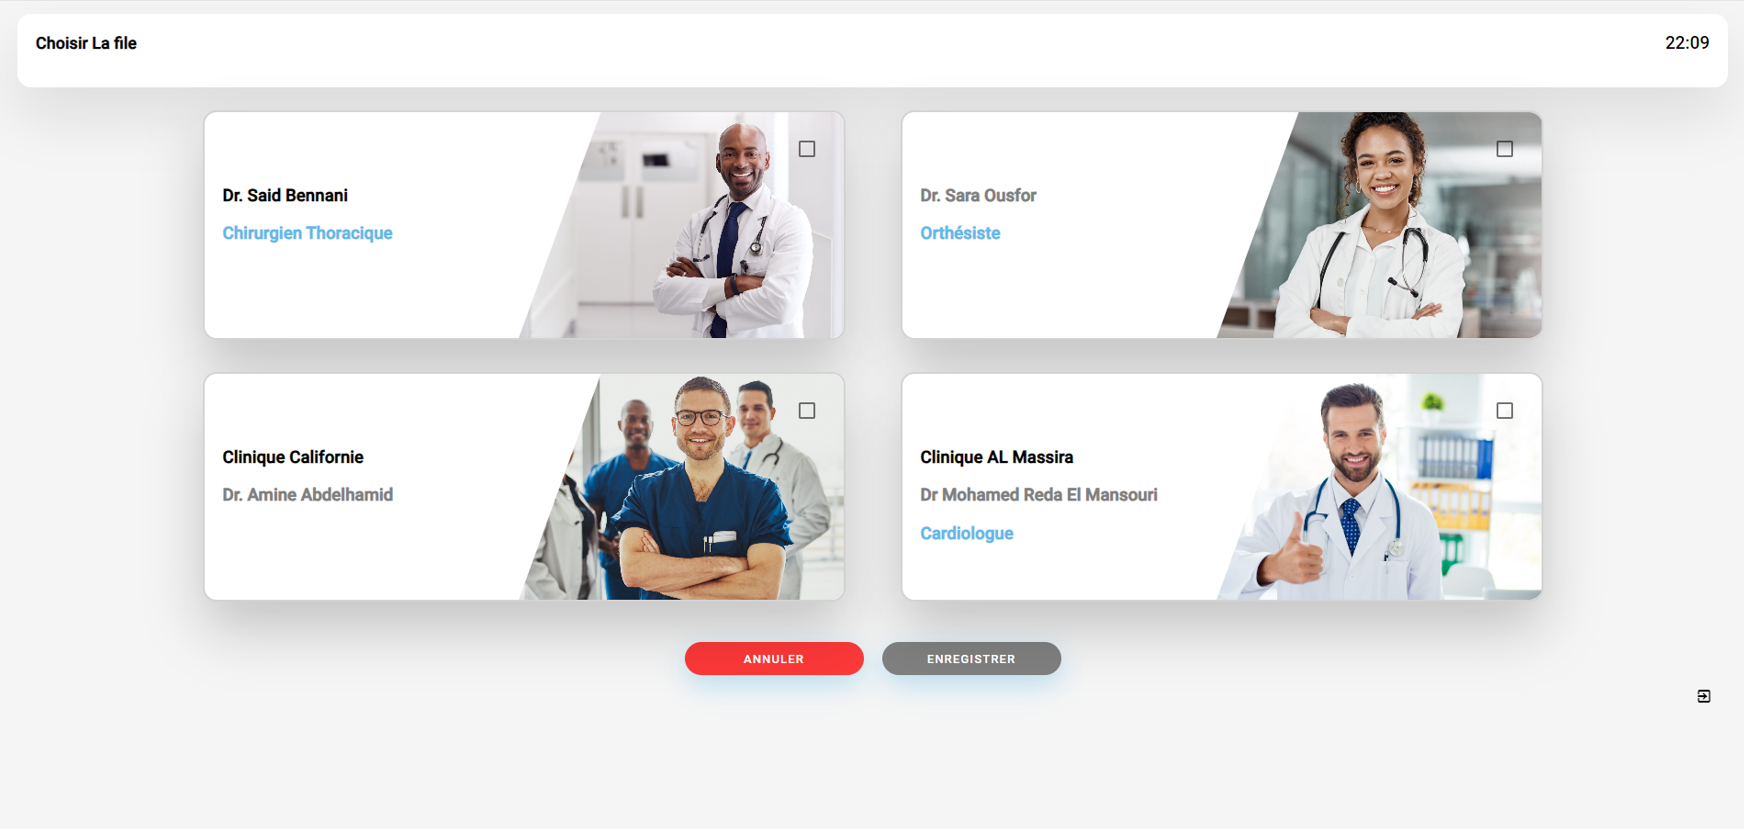 Choisir La file
22:09
Dr. Said Bennani
Chirurgien Thoracique
Dr. Sara Ousfor
Orthésiste
Clinique Californie
Dr. Amine Abdelhamid
Clinique AL Massira
Dr Mohamed Reda El Mansouri
Cardiologue
ANNULER
ENREGISTRER